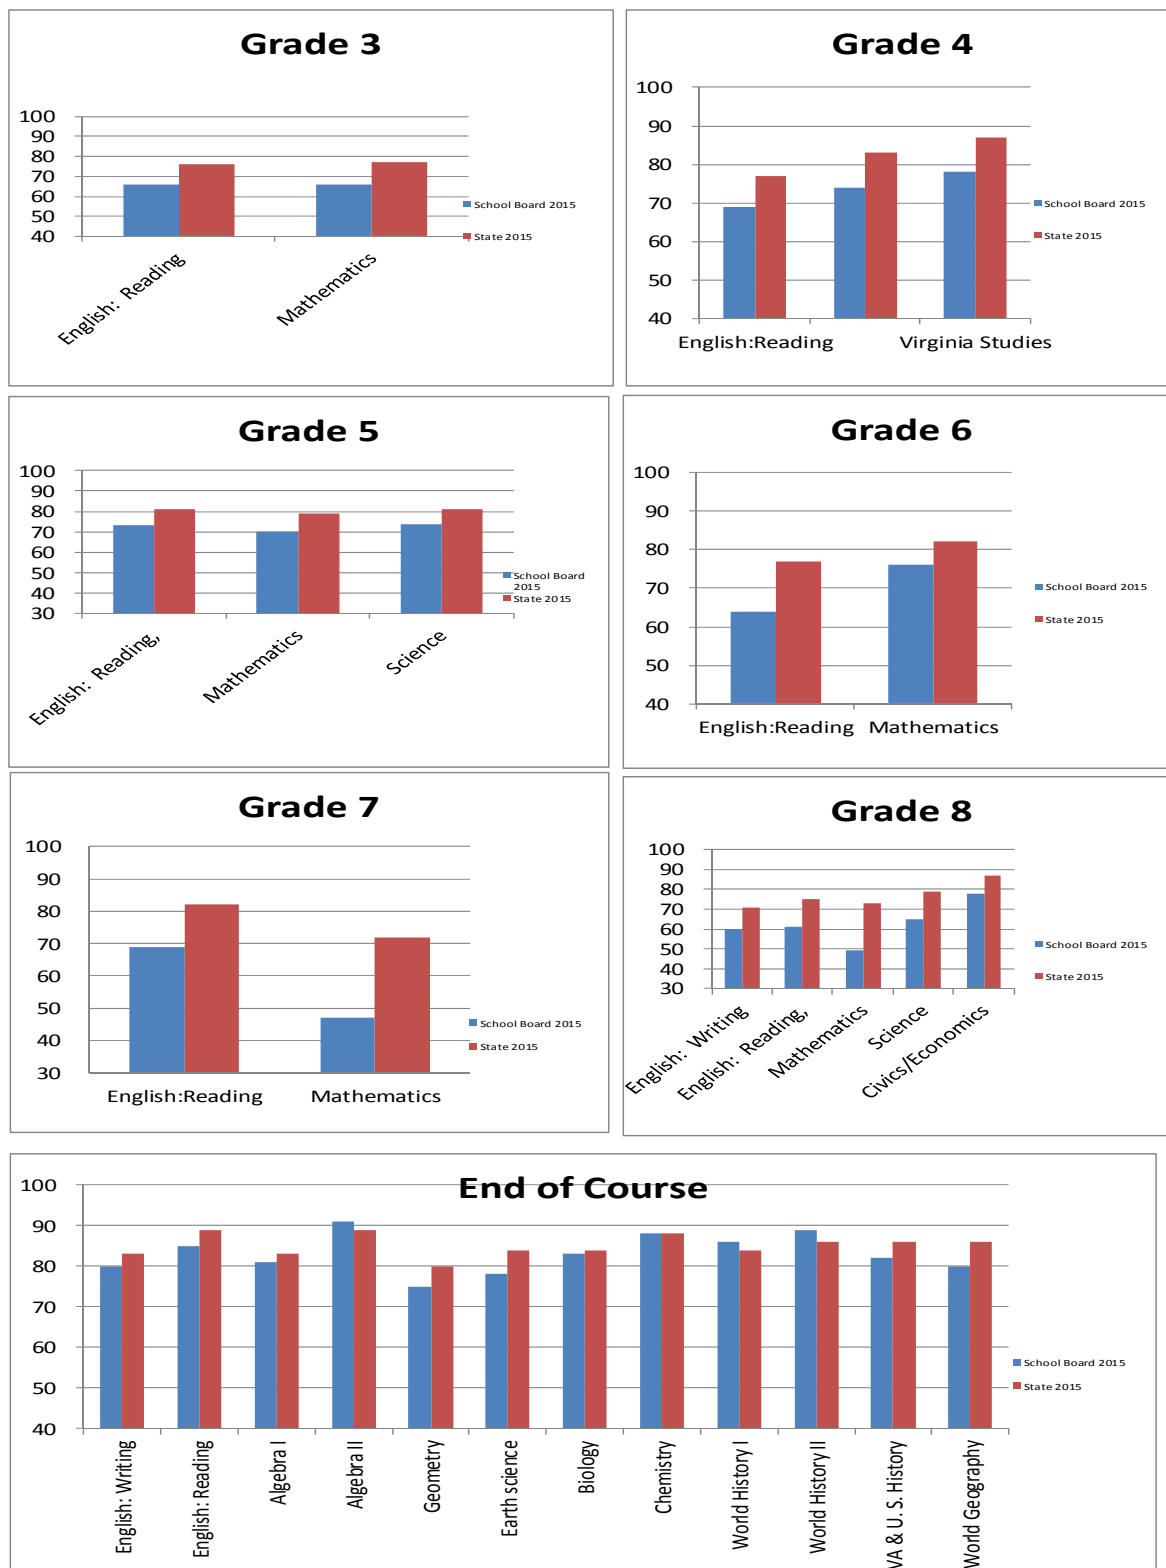 Grade 3
100
90
80
70
60
50
40
English:  Reading
Mathematics
School Board 2015
State 2015
Grade 4
100
90
80
70
60
50
40
English:Reading
Virginia Studies
School Board 2015
State 2015
Grade 5
100
90
80
70
60
50
40
30
English:  Reading,
Mathematics
Science
School Board
2015
State 2015
Grade 6
100
90
80
70
60
50
40
English:Reading
Mathematics
School Board 2015
State 2015
Grade 7
100
90
80
70
60
50
40
30
English:Reading
Mathematics
School Board 2015
State 2015
Grade 8
100
90
80
70
60
50
40
30
English:  Writing
English:  Reading,
Mathematics
Science
Civics/Economics
School Board 2015
State 2015
End of Course
100
90
80
70
60
50
40
English: Writing
English: Reading
Algebra I
Algebra II
Geometry
Earth science
Biology
Chemistry
World History I
World History II
VA & U. S. History
World Geography
School Board 2015
State 2015